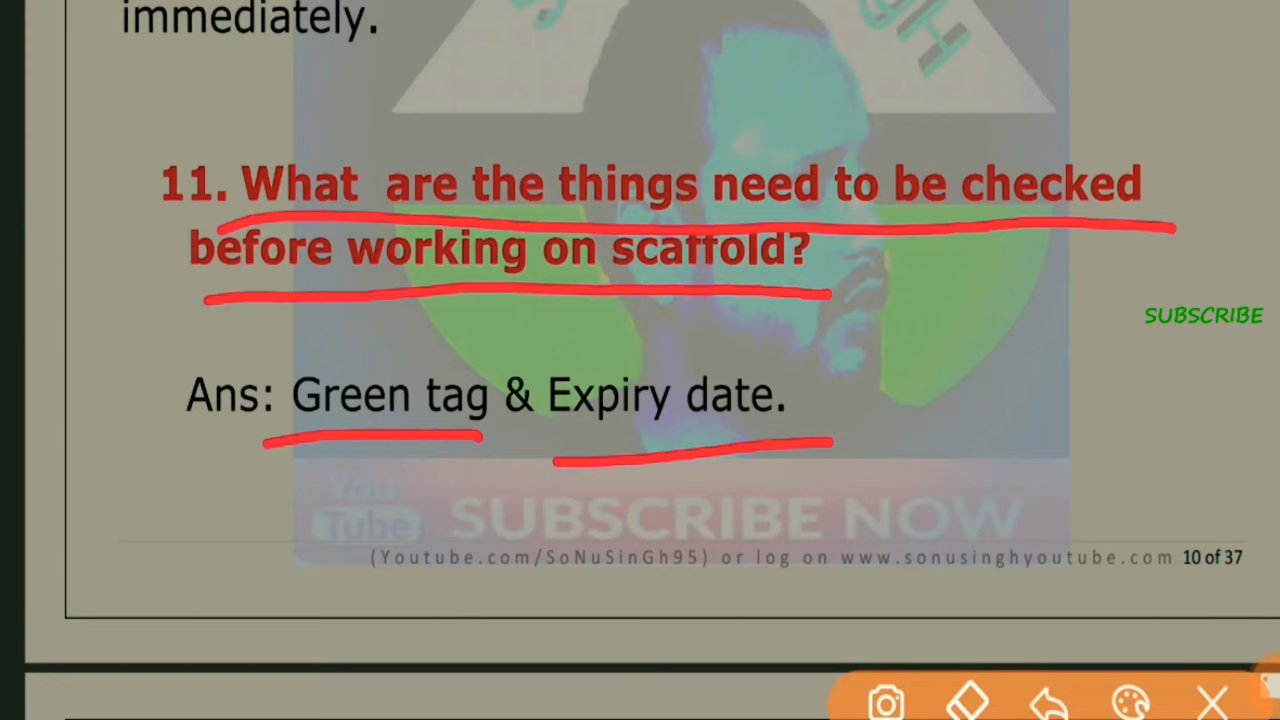 immediately.
11. What are the things need to be checked
before working on scaffold?
SUBSCRIBE
Ans: Green tag & Expiry date.
You
Tube SUBSCRIBE NOW
(Youtube.com/SoNuSinGh95) or log on www.sonusinghyoutube.com 10 of 37